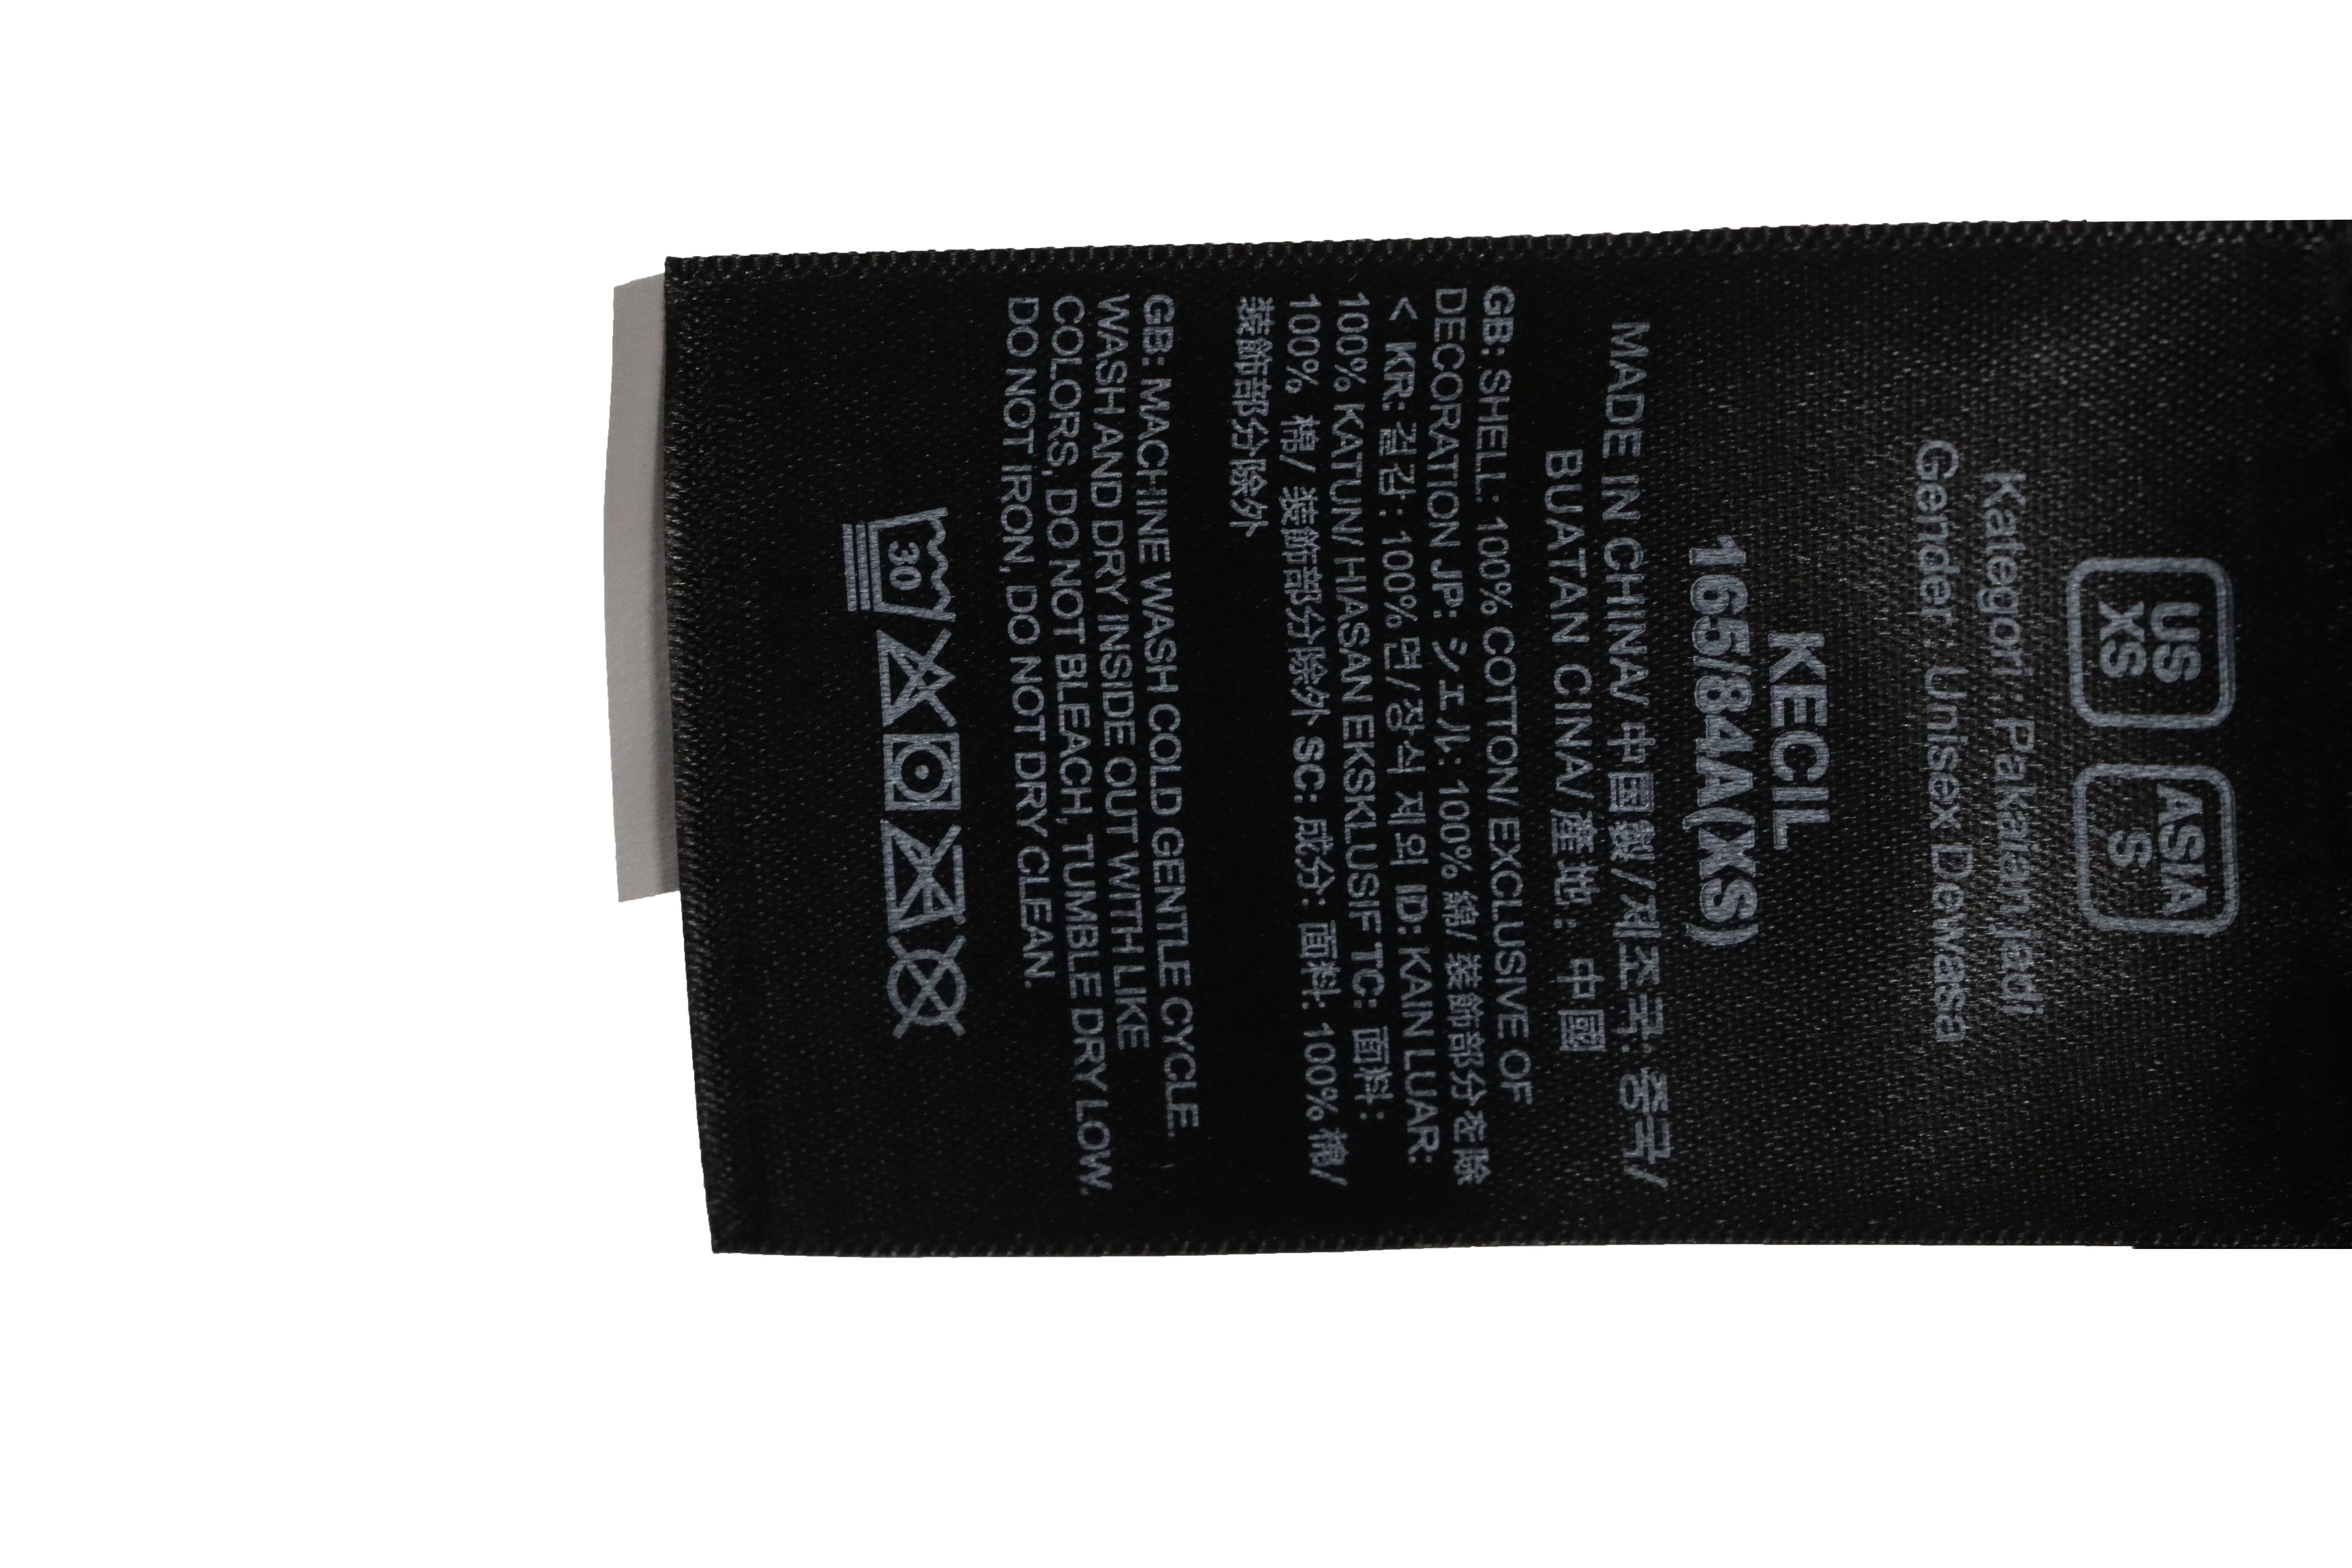 US
XS
ASIA
S
Kategori: Pakaian Jadi
Gender: Unisex Dewasa
KECIL
165/84A(XS)
MADE IN CHINA/ 中国製/제조국: 중국/
BUATAN CINA/ 產地: 中國
GB: SHELL: 100% COTTON/ EXCLUSIVE OF
DECORATION JP: シェル: 100% 綿/ 装飾部分を除
< KR: 겉감: 100% 면/장식 제외 ID: KAIN LUAR:
100% KATUN/ HIASAN EKSKLUSIF TC: 面料:
100% 棉/ 裝飾部分除外 SC: 成分: 面料: 100% 棉/
装飾部分除外
GB: MACHINE WASH COLD GENTLE CYCLE.
WASH AND DRY INSIDE OUT WITH LIKE
COLORS, DO NOT BLEACH, TUMBLE DRY LOW.
DO NOT IRON, DO NOT DRY CLEAN.
30